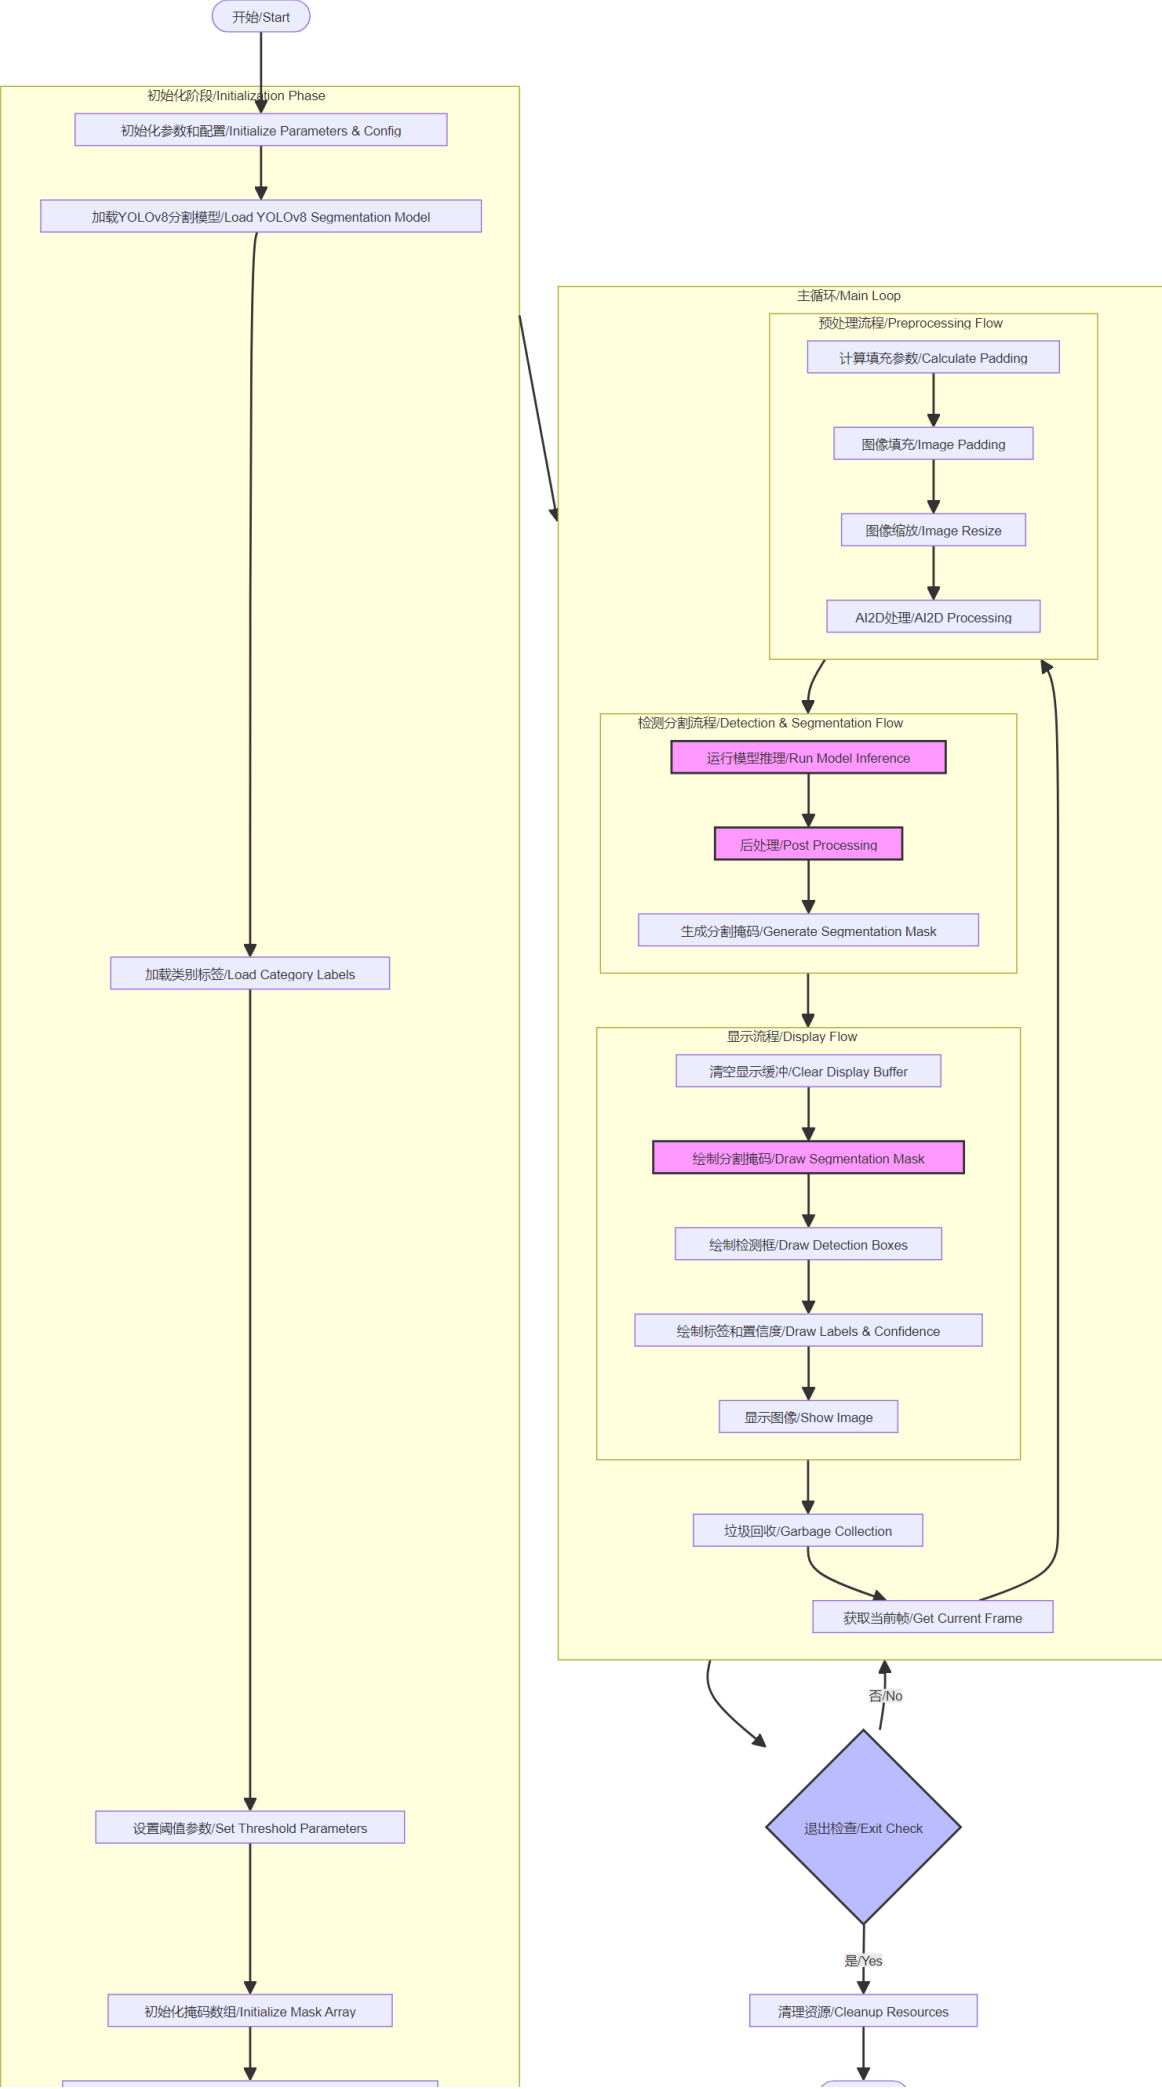 开始/Start
初始化阶段/Initialization Phase
初始化参数和配置/Initialize Parameters & Config
加载YOLOv8分割模型/Load YOLOv8 Segmentation Model
加载类别标签/Load Category Labels
设置阈值参数/Set Threshold Parameters
初始化掩码数组/Initialize Mask Array
主循环/Main Loop
预处理流程/Preprocessing Flow
计算填充参数/Calculate Padding
图像填充/Image Padding
图像缩放/Image Resize
AI2D处理/AI2D Processing
检测分割流程/Detection & Segmentation Flow
运行模型推理/Run Model Inference
后处理/Post Processing
生成分割掩码/Generate Segmentation Mask
显示流程/Display Flow
清空显示缓冲/Clear Display Buffer
绘制分割掩码/Draw Segmentation Mask
绘制检测框/Draw Detection Boxes
绘制标签和置信度/Draw Labels & Confidence
显示图像/Show Image
垃圾回收/Garbage Collection
获取当前帧/Get Current Frame
否/No
退出检查/Exit Check
是/Yes
清理资源/Cleanup Resources